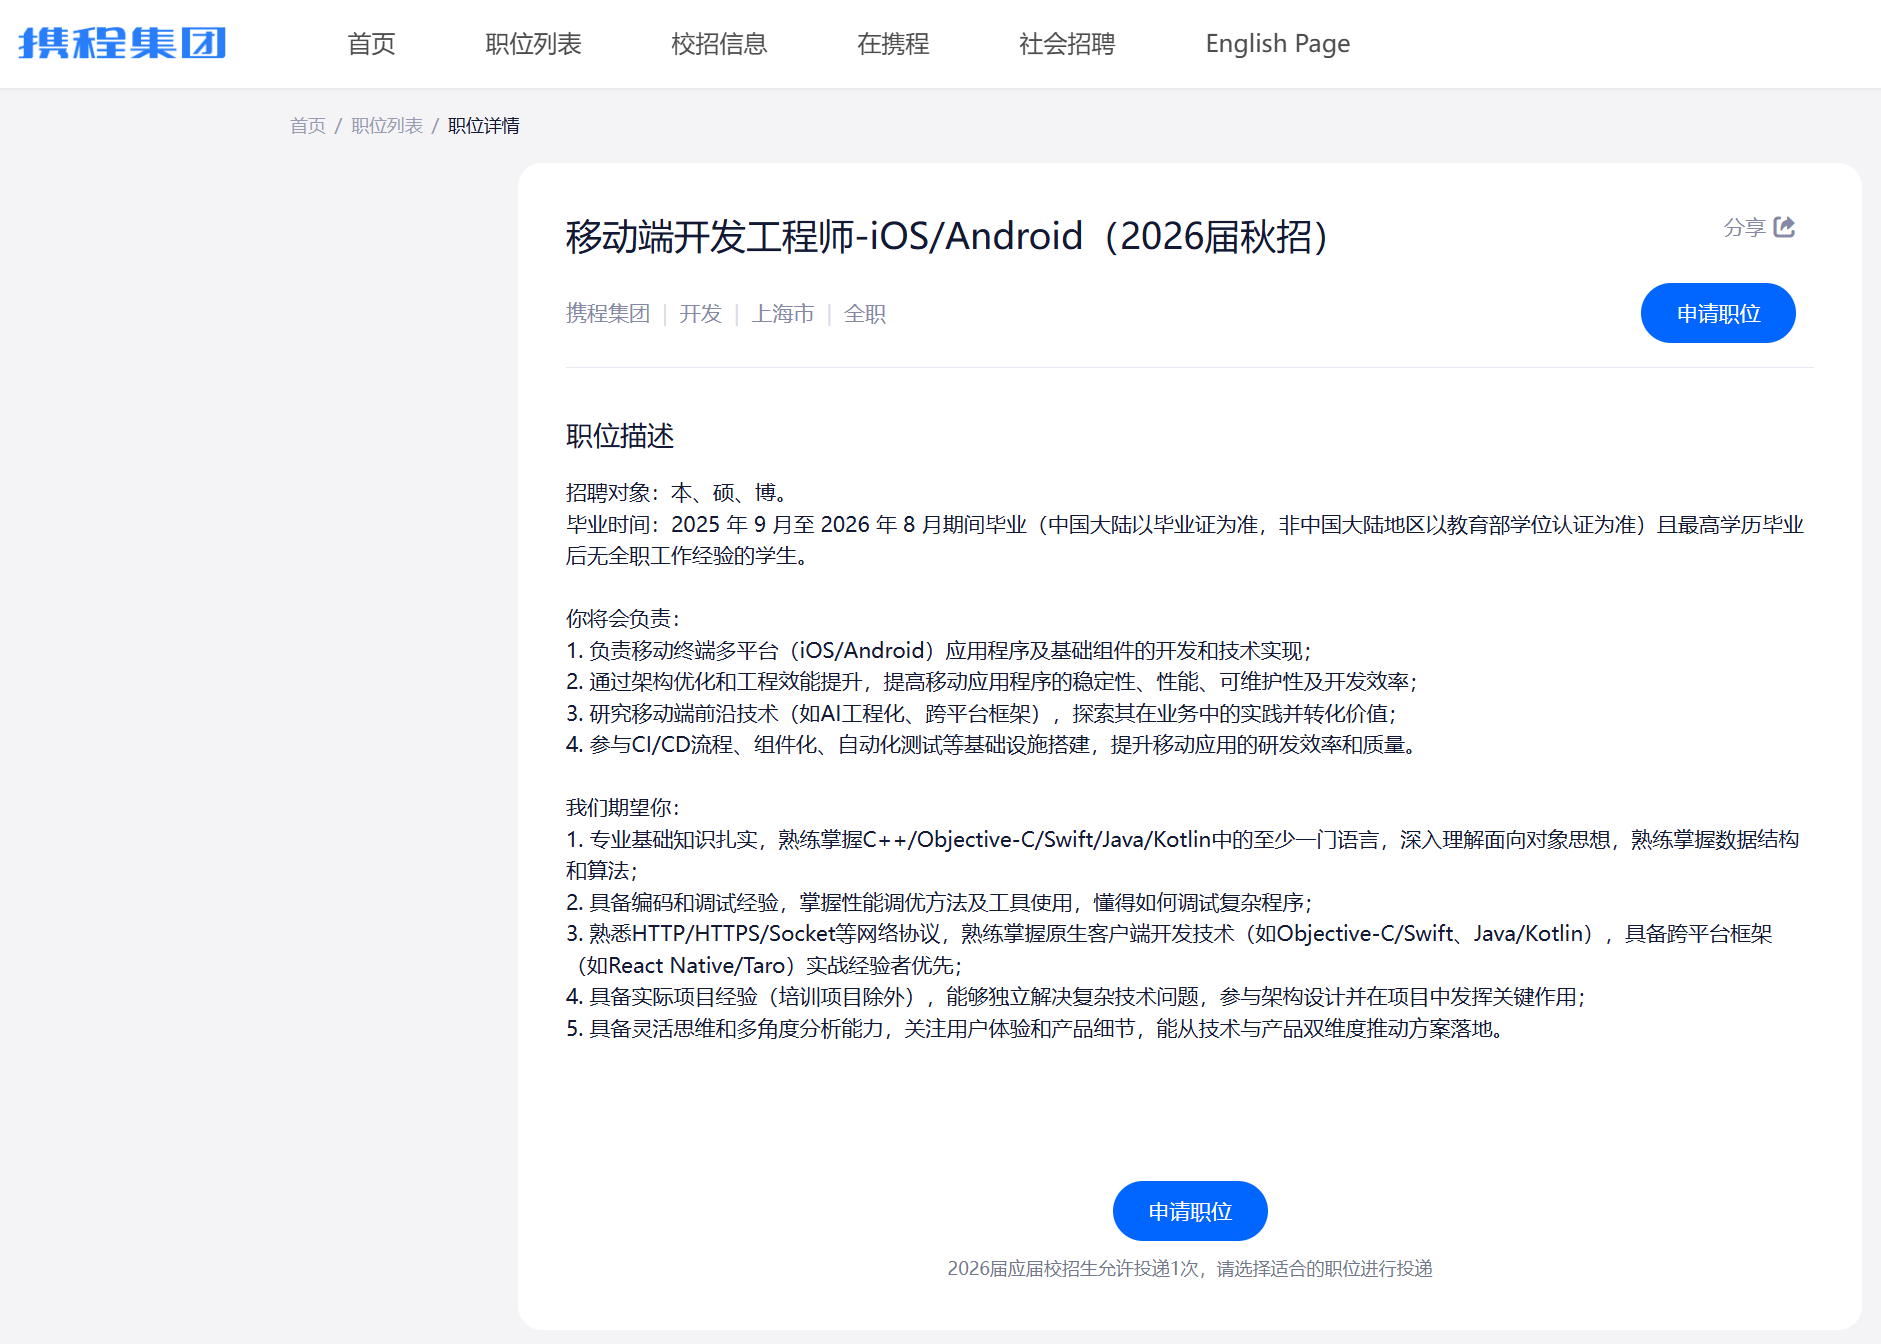 携程集团
首页
职位列表
校招信息
在携程
社会招聘
English Page
首页 / 职位列表 / 职位详情
移动端开发工程师-iOS/Android（2026届秋招）
分享
携程集团 | 开发 | 上海市 | 全职
申请职位
职位描述
招聘对象：本、硕、博。
毕业时间：2025 年 9 月至 2026 年 8 月期间毕业（中国大陆以毕业证为准，非中国大陆地区以教育部学位认证为准）且最高学历毕业
后无全职工作经验的学生。
你将会负责：
1. 负责移动终端多平台（iOS/Android）应用程序及基础组件的开发和技术实现；
2. 通过架构优化和工程效能提升，提高移动应用程序的稳定性、性能、可维护性及开发效率；
3. 研究移动端前沿技术（如AI工程化、跨平台框架），探索其在业务中的实践并转化价值；
4. 参与CI/CD流程、组件化、自动化测试等基础设施搭建，提升移动应用的研发效率和质量。
我们期望你：
1. 专业基础知识扎实，熟练掌握C++/Objective-C/Swift/Java/Kotlin中的至少一门语言，深入理解面向对象思想，熟练掌握数据结构
和算法；
2. 具备编码和调试经验，掌握性能调优方法及工具使用，懂得如何调试复杂程序；
3. 熟悉HTTP/HTTPS/Socket等网络协议，熟练掌握原生客户端开发技术（如Objective-C/Swift、Java/Kotlin），具备跨平台框架
（如React Native/Taro）实战经验者优先；
4. 具备实际项目经验（培训项目除外），能够独立解决复杂技术问题，参与架构设计并在项目中发挥关键作用；
5. 具备灵活思维和多角度分析能力，关注用户体验和产品细节，能从技术与产品双维度推动方案落地。
申请职位
2026届应届校招生允许投递1次，请选择适合的职位进行投递